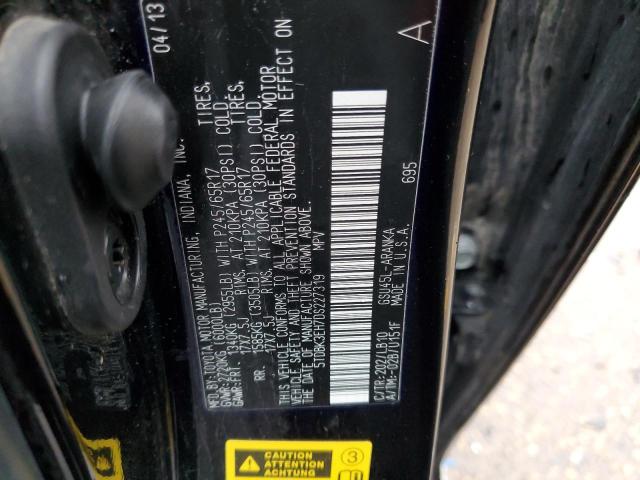 MFD.BY:TOYOTA MOTOR MANUFACTURING, INDIANA, INC. 04/13
GVWR:2720KG (6000LB)
GAWR:FRT. 1340KG (2955LB) WITH P245/65R17 TIRES,
17X7.5J RIMS, AT 210KPA (30PSI) COLD
RR. 1585KG (3505LB) WITH P245/65R17 TIRES,
17X7.5J RIMS, AT 210KPA (30PSI) COLD
THIS VEHICLE CONFORMS TO ALL APPLICABLE FEDERAL MOTOR
VEHICLE SAFETY AND THEFT PREVENTION STANDARDS IN EFFECT ON
THE DATE OF MANUFACTURE SHOWN ABOVE.
5TDBK3EH7DS227319 MPV
A
C/TR:202/LB10 GSU45L-ARANKA 695
A/TM:-02B/U151F MADE IN U.S.A.
CAUTION
ATTENTION
ACHTUNG
3